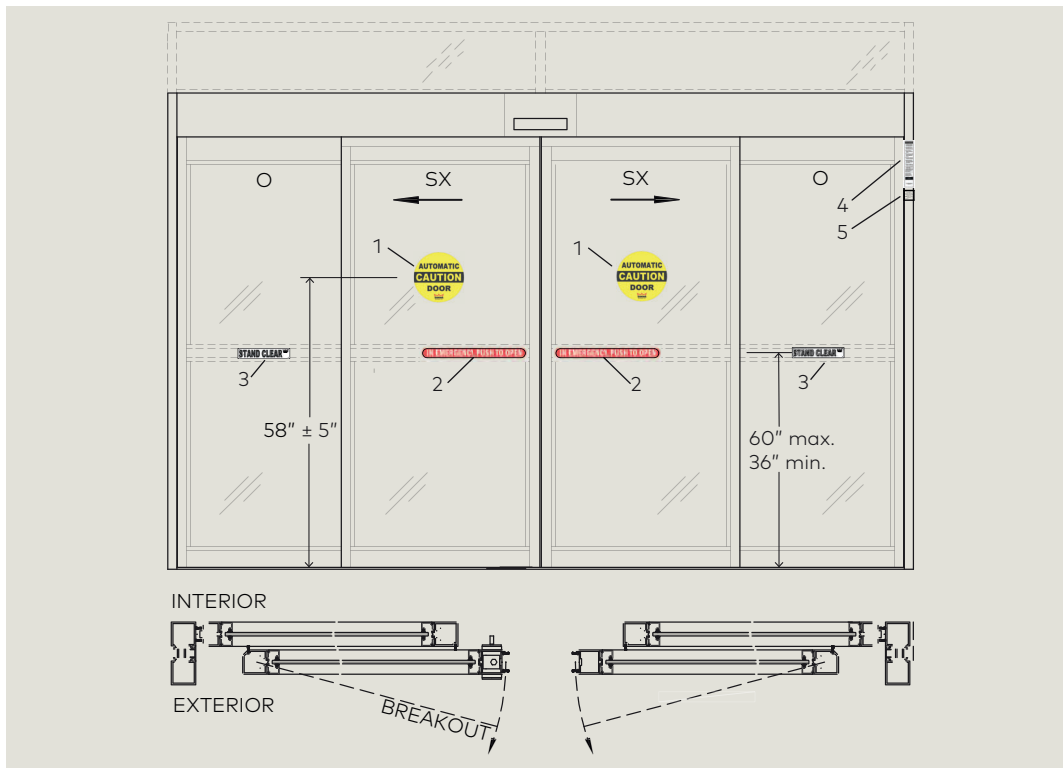 O
SX
SX
O
4
5
1
AUTOMATIC
CAUTION
DOOR
1
AUTOMATIC
CAUTION
DOOR
STAND CLEAR
IN EMERGENCY, PUSH TO OPEN
IN EMERGENCY, PUSH TO OPEN
STAND CLEAR
3
2
2
3
58" ± 5"
60" max.
36" min.
INTERIOR
EXTERIOR
BREAKOUT